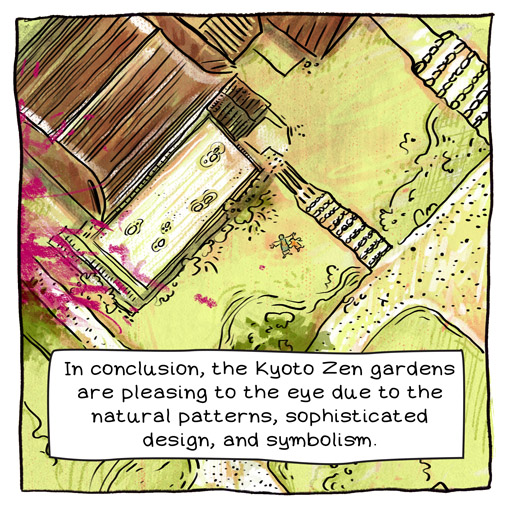 In conclusion, the Kyoto Zen gardens
are pleasing to the eye due to the
natural patterns, sophisticated
design, and symbolism.